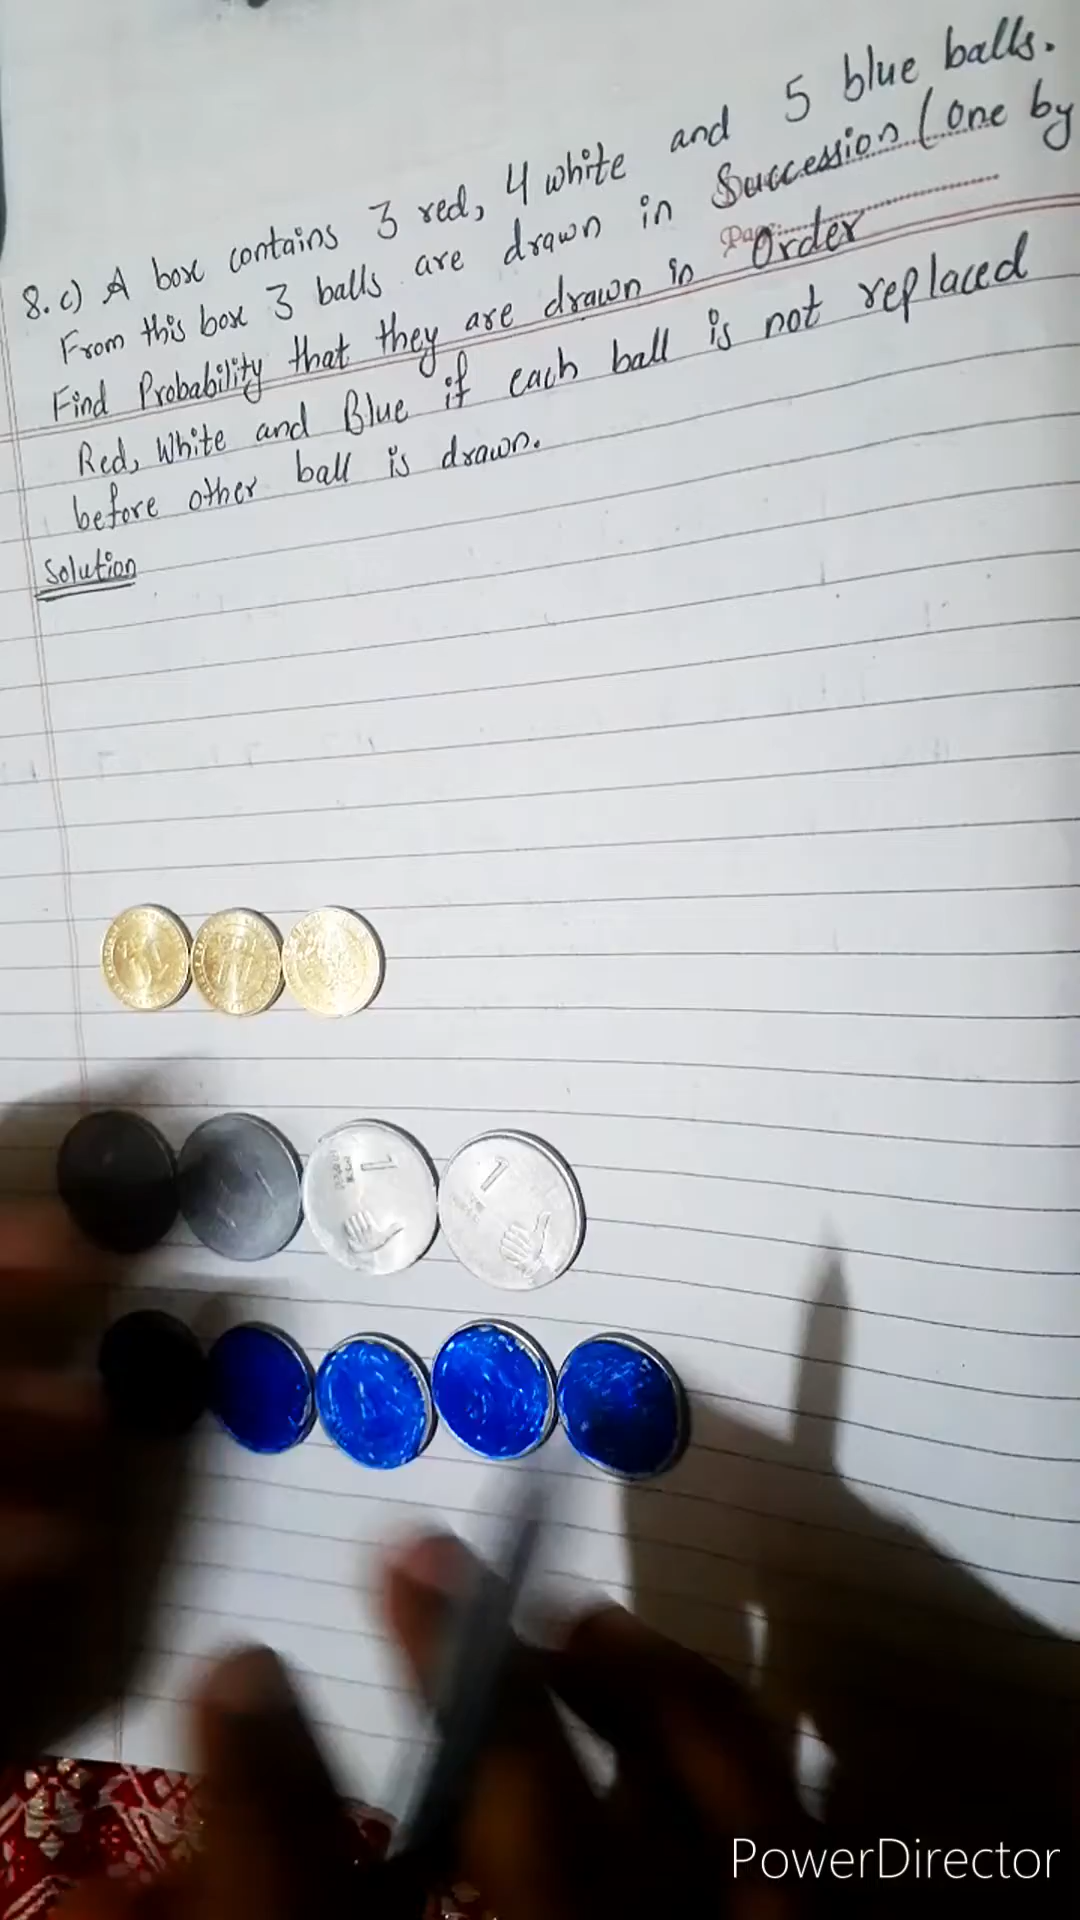 8. c) A box contains 3 red, 4 white and 5 blue balls.
From this box 3 balls are drawn in Succession (one by
Find Probability that they are drawn in Order
Red, White and Blue if each ball is not replaced
before other ball is drawn.
Solution
1
1
PowerDirector